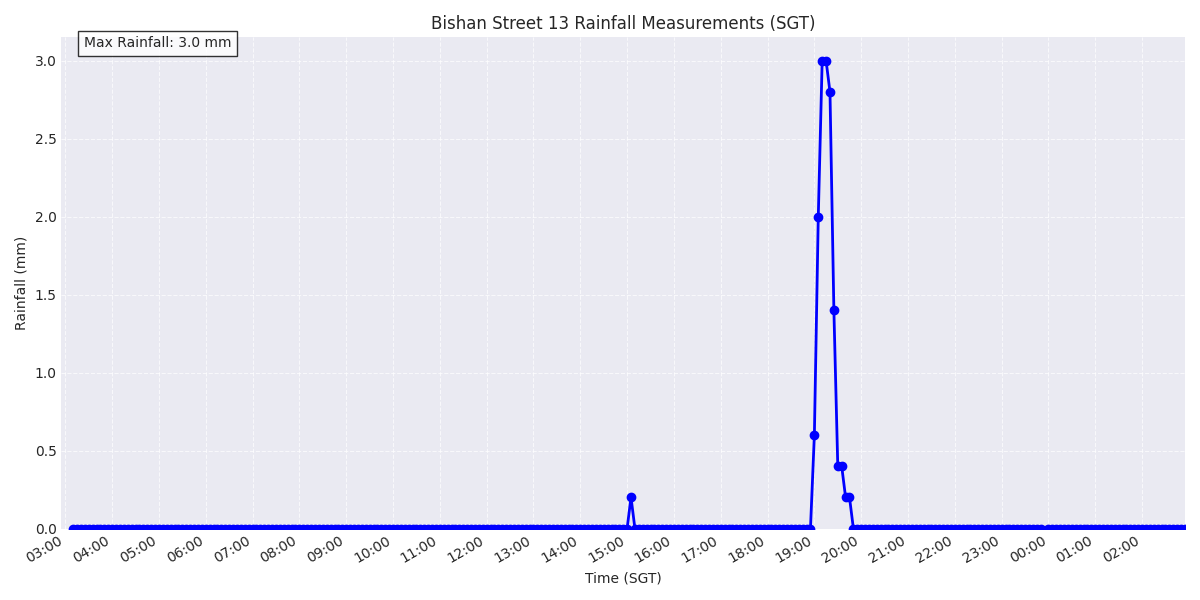 Bishan Street 13 Rainfall Measurements (SGT)
Max Rainfall: 3.0 mm
3.0
2.5
2.0
1.5
1.0
0.5
0.0
Rainfall (mm)
03:00 04:00 05:00 06:00 07:00 08:00 09:00 10:00 11:00 12:00 13:00 14:00 15:00 16:00 17:00 18:00 19:00 20:00 21:00 22:00 23:00 00:00 01:00 02:00
Time (SGT)